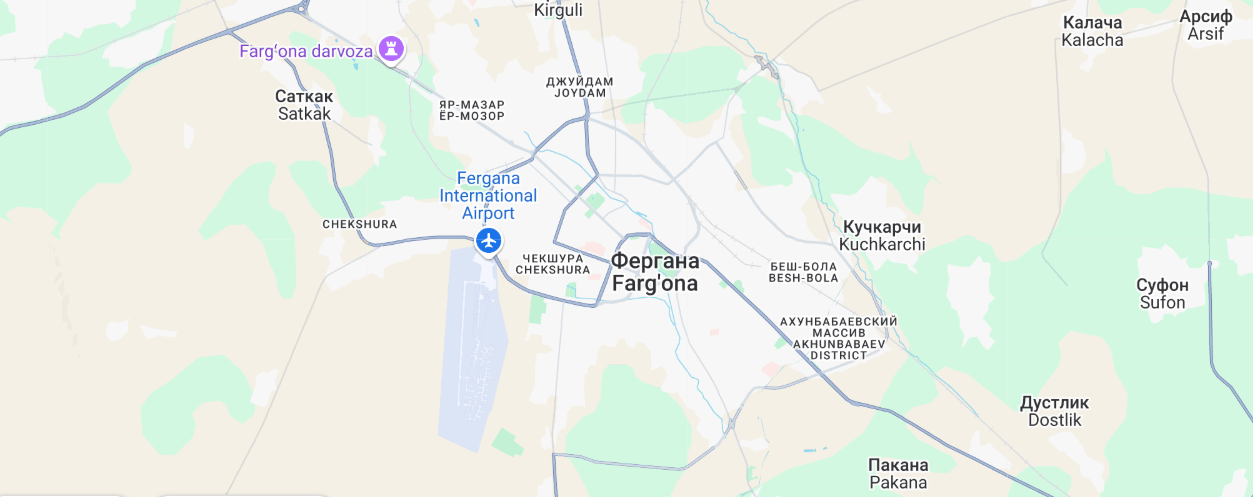 Kirguli
Калача
Kalacha
Арсиф
Arsif
Farg‘ona darvoza
ДЖУЙДАМ
JOYDAM
Саткак
Satkak
ЯР-МАЗАР
ЁР-МОЗОР
Fergana
International
Airport
CHEKSHURA
Кучкарчи
Kuchkarchi
ЧЕКШУРА
CHEKSHURA
Фергана
Farg'ona
БЕШ-БОЛА
BESH-BOLA
Суфон
Sufon
АХУНБАБАЕВСКИЙ
МАССИВ
AKHUNBABAEV
DISTRICT
Дустлик
Dostlik
Пакана
Pakana